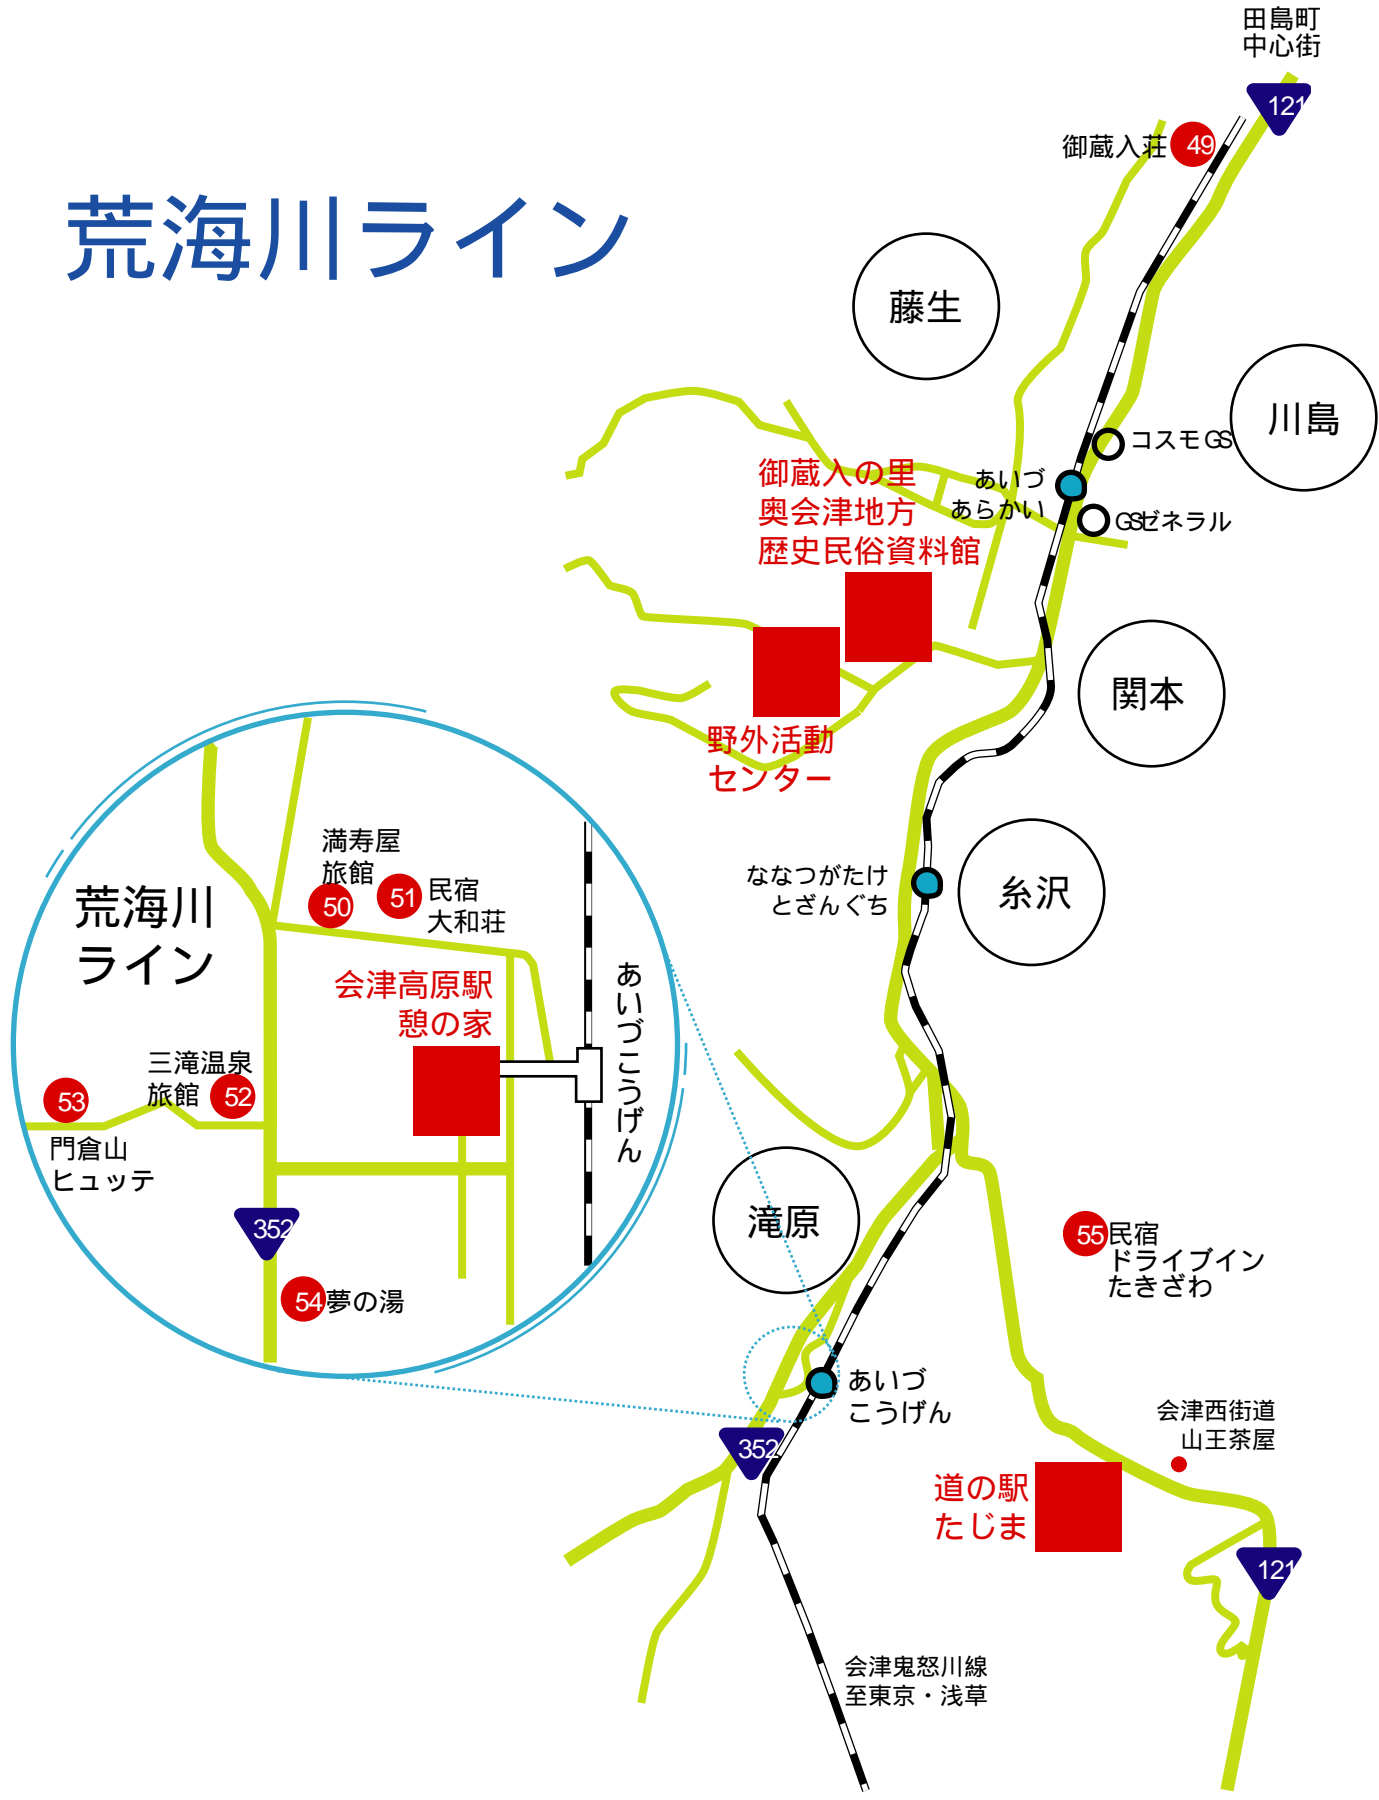 田島町
中心街
121
御蔵入荘
49
荒海川ライン
藤生
川島
コスモGS
あいづ
あらかい
GSゼネラル
御蔵入の里
奥会津地方
歴史民俗資料館
関本
野外活動
センター
ななつがたけ
とざんぐち
糸沢
荒海川
ライン
満寿屋
旅館
50
51
民宿
大和荘
会津高原駅
憩の家
あいづこうげん
三滝温泉
旅館
52
53
門倉山
ヒュッテ
352
54
夢の湯
滝原
55
民宿
ドライブイン
たきざわ
あいづ
こうげん
352
会津西街道
山王茶屋
道の駅
たじま
121
会津鬼怒川線
至東京・浅草